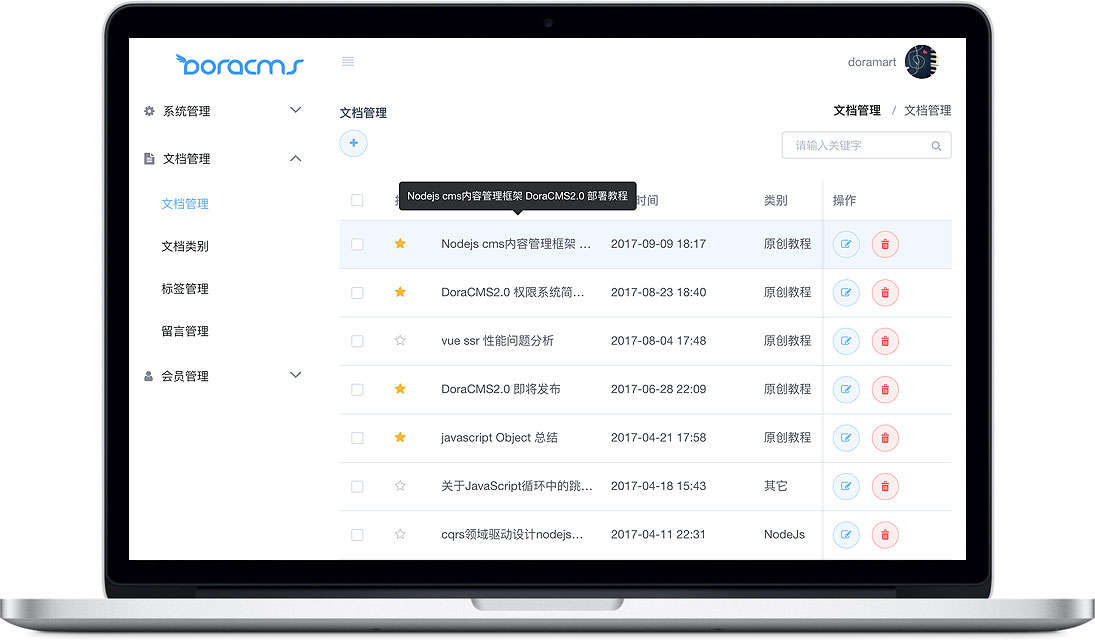 DORACMS
doramart
系统管理
文档管理
文档管理
文档类别
标签管理
留言管理
会员管理
文档管理
文档管理 / 文档管理
请输入关键字
Nodejs cms内容管理框架 DoraCMS2.0 部署教程
时间 类别 操作
Nodejs cms内容管理框架 ... 2017-09-09 18:17 原创教程
DoraCMS2.0 权限系统简... 2017-08-23 18:40 原创教程
vue ssr 性能问题分析 2017-08-04 17:48 原创教程
DoraCMS2.0 即将发布 2017-06-28 22:09 原创教程
javascript Object 总结 2017-04-21 17:58 原创教程
关于JavaScript循环中的跳... 2017-04-18 15:43 其它
cqrs领域驱动设计nodejs... 2017-04-11 22:31 NodeJs